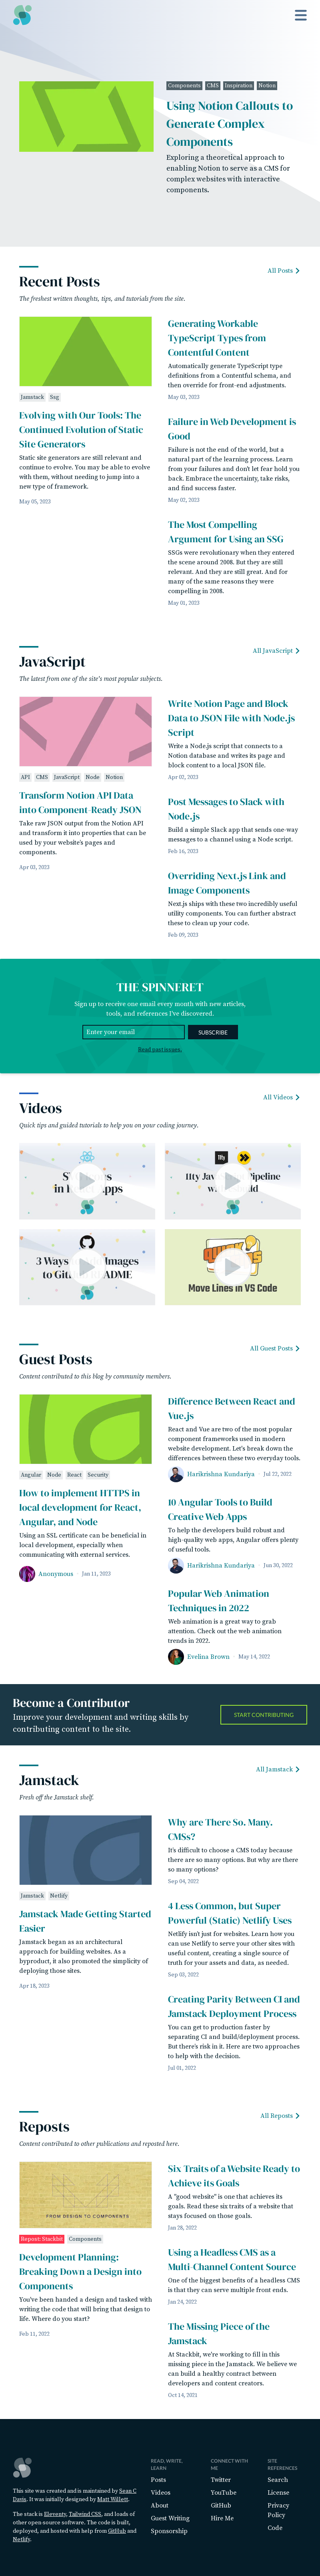 Components CMS Inspiration Notion
Using Notion Callouts to
Generate Complex
Components
Exploring a theoretical approach to
enabling Notion to serve as a CMS for
complex websites with interactive
components.
All Posts
Recent Posts
The freshest written thoughts, tips, and tutorials from the site.
Jamstack Ssg
Evolving with Our Tools: The
Continued Evolution of Static
Site Generators
Static site generators are still relevant and
continue to evolve. You may be able to evolve
with them, without needing to jump into a
new type of framework.
May 05, 2023
Generating Workable
TypeScript Types from
Contentful Content
Automatically generate TypeScript type
definitions from a Contentful schema, and
then override for front-end adjustments.
May 03, 2023
Failure in Web Development is
Good
Failure is not the end of the world, but a
natural part of the learning process. Learn
from your failures and don't let fear hold you
back. Embrace the uncertainty, take risks,
and find success faster.
May 02, 2023
The Most Compelling
Argument for Using an SSG
SSGs were revolutionary when they entered
the scene around 2008. But they are still
relevant. And they are still great. And for
many of the same reasons they were
compelling in 2008.
May 01, 2023
All JavaScript
JavaScript
The latest from one of the site's most popular subjects.
API CMS JavaScript Node Notion
Transform Notion API Data
into Component-Ready JSON
Take raw JSON output from the Notion API
and transform it into properties that can be
used by your website's pages and
components.
Apr 03, 2023
Write Notion Page and Block
Data to JSON File with Node.js
Script
Write a Node.js script that connects to a
Notion database and writes its page and
block content to a local JSON file.
Apr 03, 2023
Post Messages to Slack with
Node.js
Build a simple Slack app that sends one-way
messages to a channel using a Node script.
Feb 16, 2023
Overriding Next.js Link and
Image Components
Next.js ships with these two incredibly useful
utility components. You can further abstract
these to clean up your code.
Feb 09, 2023
THE SPINNERET
Sign up to receive one email every month with new articles,
tools, and references I've discovered.
Enter your email
SUBSCRIBE
Read past issues.
All Videos
Videos
Quick tips and guided tutorials to help you on your coding journey.
in apps
11ty
Move Lines in VS Code
All Guest Posts
Guest Posts
Content contributed to this blog by community members.
Angular Node React Security
How to implement HTTPS in
local development for React,
Angular, and Node
Using an SSL certificate can be beneficial in
local development, especially when
communicating with external services.
Anonymous · Jan 11, 2023
Difference Between React and
Vue.js
React and Vue are two of the most popular
component frameworks used in modern
website development. Let's break down the
differences between these two everyday tools.
Harikrishna Kundariya · Jul 22, 2022
10 Angular Tools to Build
Creative Web Apps
To help the developers build robust and
high-quality web apps, Angular offers plenty
of useful tools.
Harikrishna Kundariya · Jun 30, 2022
Popular Web Animation
Techniques in 2022
Web animation is a great way to grab
attention. Check out the web animation
trends in 2022.
Evelina Brown · May 14, 2022
Become a Contributor
Improve your development and writing skills by
contributing content to the site.
START CONTRIBUTING
All Jamstack
Jamstack
Fresh off the Jamstack shelf.
Jamstack Netlify
Jamstack Made Getting Started
Easier
Jamstack began as an architectural
approach for building websites. As a
byproduct, it also promoted the simplicity of
deploying those sites.
Apr 18, 2023
Why are There So. Many.
CMSs?
It's difficult to choose a CMS today because
there are so many options. But why are there
so many options?
Sep 04, 2022
4 Less Common, but Super
Powerful (Static) Netlify Uses
Netlify isn't just for websites. Learn how you
can use Netlify to serve your other sites with
useful content, creating a single source of
truth for your assets and data, as needed.
Sep 03, 2022
Creating Parity Between CI and
Jamstack Deployment Process
You can get production faster by
separating CI and build/deployment process.
But there's risk in it. Here are two approaches
to help with the decision.
Jul 01, 2022
All Reposts
Reposts
Content contributed to other publications and reposted here.
FROM DESIGN TO COMPONENTS
Repost: Stackbit Components
Development Planning:
Breaking Down a Design into
Components
You've been handed a design and tasked with
writing the code that will bring that design to
life. Where do you start?
Feb 11, 2022
Six Traits of a Website Ready to
Achieve its Goals
A "good website" is one that achieves its
goals. Read these six traits of a website that
stays focused on those goals.
Jan 28, 2022
Using a Headless CMS as a
Multi-Channel Content Source
One of the biggest benefits of a headless CMS
is that they can serve multiple front ends.
Jan 24, 2022
The Missing Piece of the
Jamstack
At Stackbit, we're working to fill in this
missing piece in the Jamstack. We believe we
can build a healthy contract between
developers and content creators.
Oct 14, 2021
This site was created and is maintained by Sean C
Davis. It was initially designed by Matt Willett.
The stack is Eleventy, Tailwind CSS, and loads of
other open source software. The code is built,
deployed, and hosted with help from GitHub and
Netlify.
READ, WRITE,
LEARN
Posts
Videos
About
Guest Writing
Sponsorship
CONNECT WITH
ME
Twitter
YouTube
GitHub
Hire Me
SITE
REFERENCES
Search
License
Privacy
Policy
Code